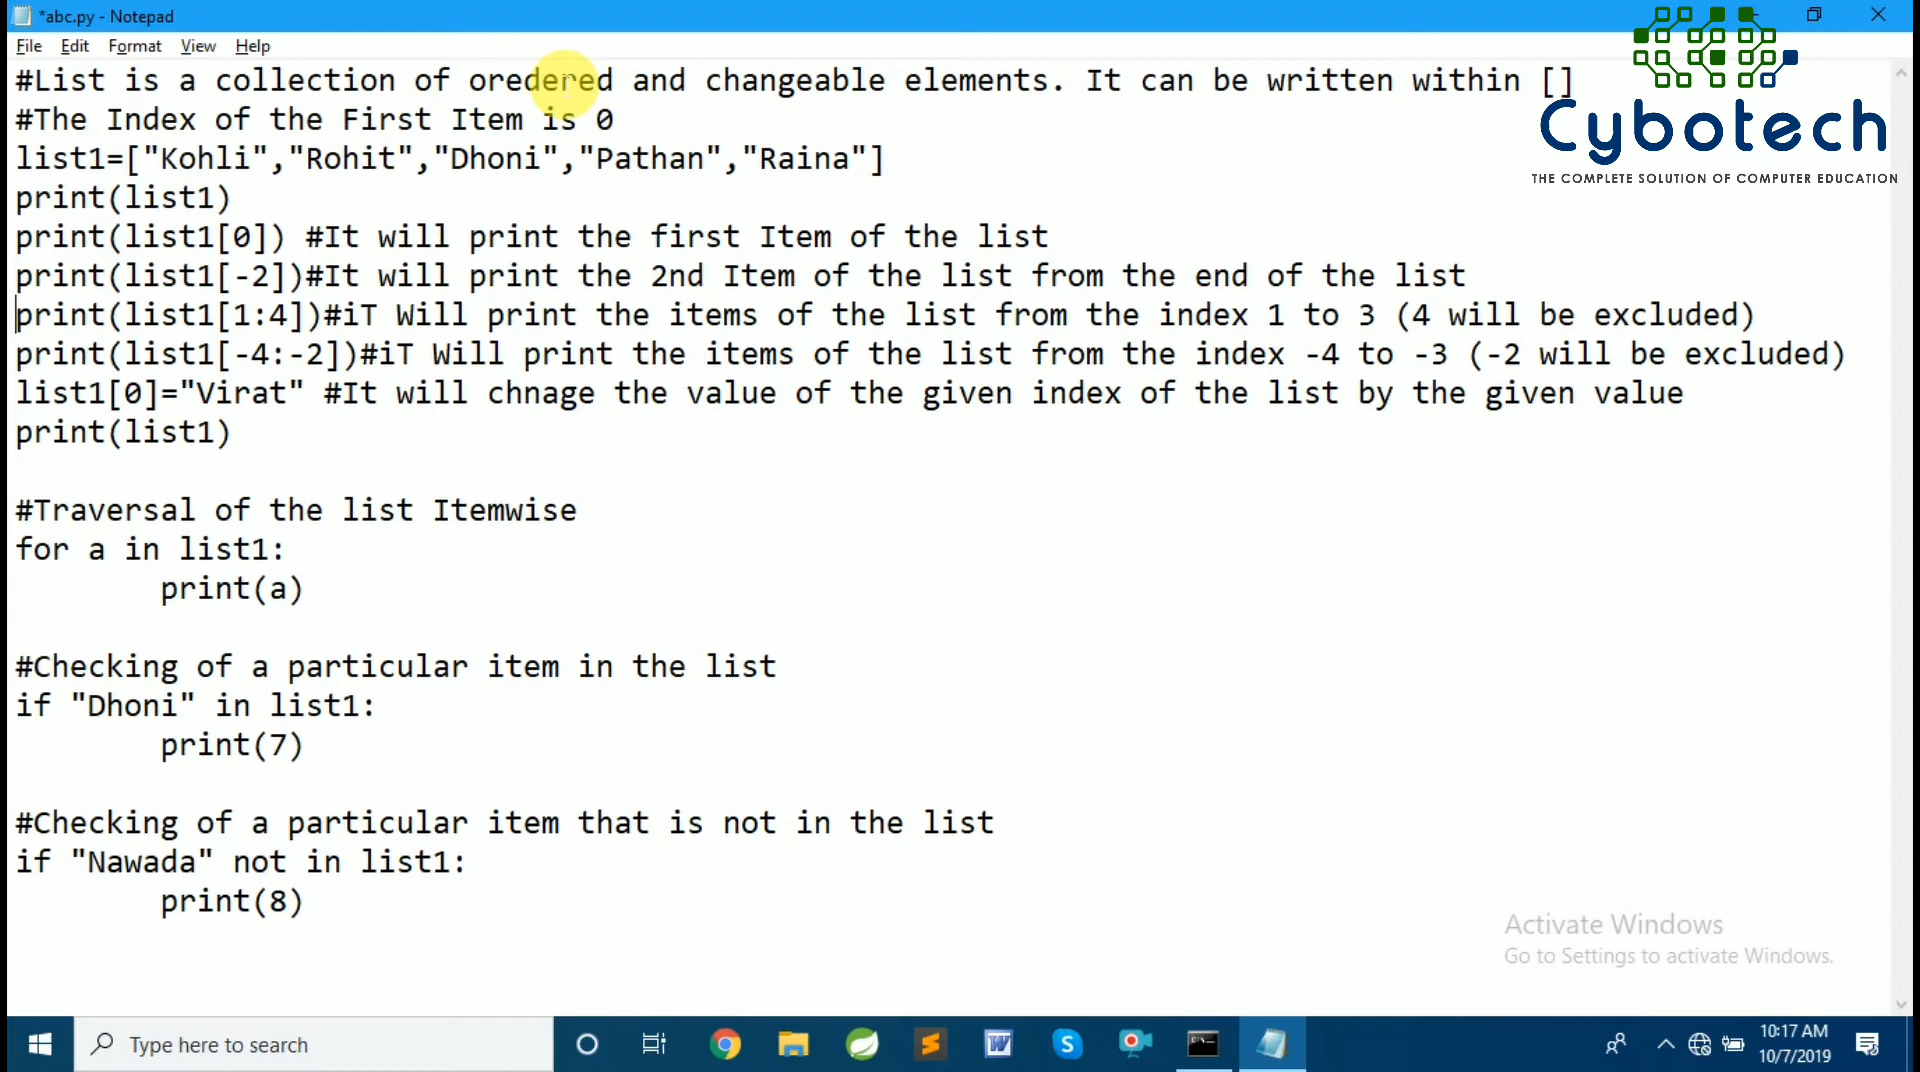 *abc.py - Notepad
File Edit Format View Help
#List is a collection of oredered and changeable elements. It can be written within []
#The Index of the First Item is 0
list1=["Kohli","Rohit","Dhoni","Pathan","Raina"]
print(list1)
print(list1[0]) #It will print the first Item of the list
print(list1[-2])#It will print the 2nd Item of the list from the end of the list
print(list1[1:4])#iT Will print the items of the list from the index 1 to 3 (4 will be excluded)
print(list1[-4:-2])#iT Will print the items of the list from the index -4 to -3 (-2 will be excluded)
list1[0]="Virat" #It will chnage the value of the given index of the list by the given value
print(list1)
#Traversal of the list Itemwise
for a in list1:
        print(a)
#Checking of a particular item in the list
if "Dhoni" in list1:
        print(7)
#Checking of a particular item that is not in the list
if "Nawada" not in list1:
        print(8)
Cybotech
THE COMPLETE SOLUTION OF COMPUTER EDUCATION
Activate Windows
Go to Settings to activate Windows.
Type here to search
10:17 AM
10/7/2019